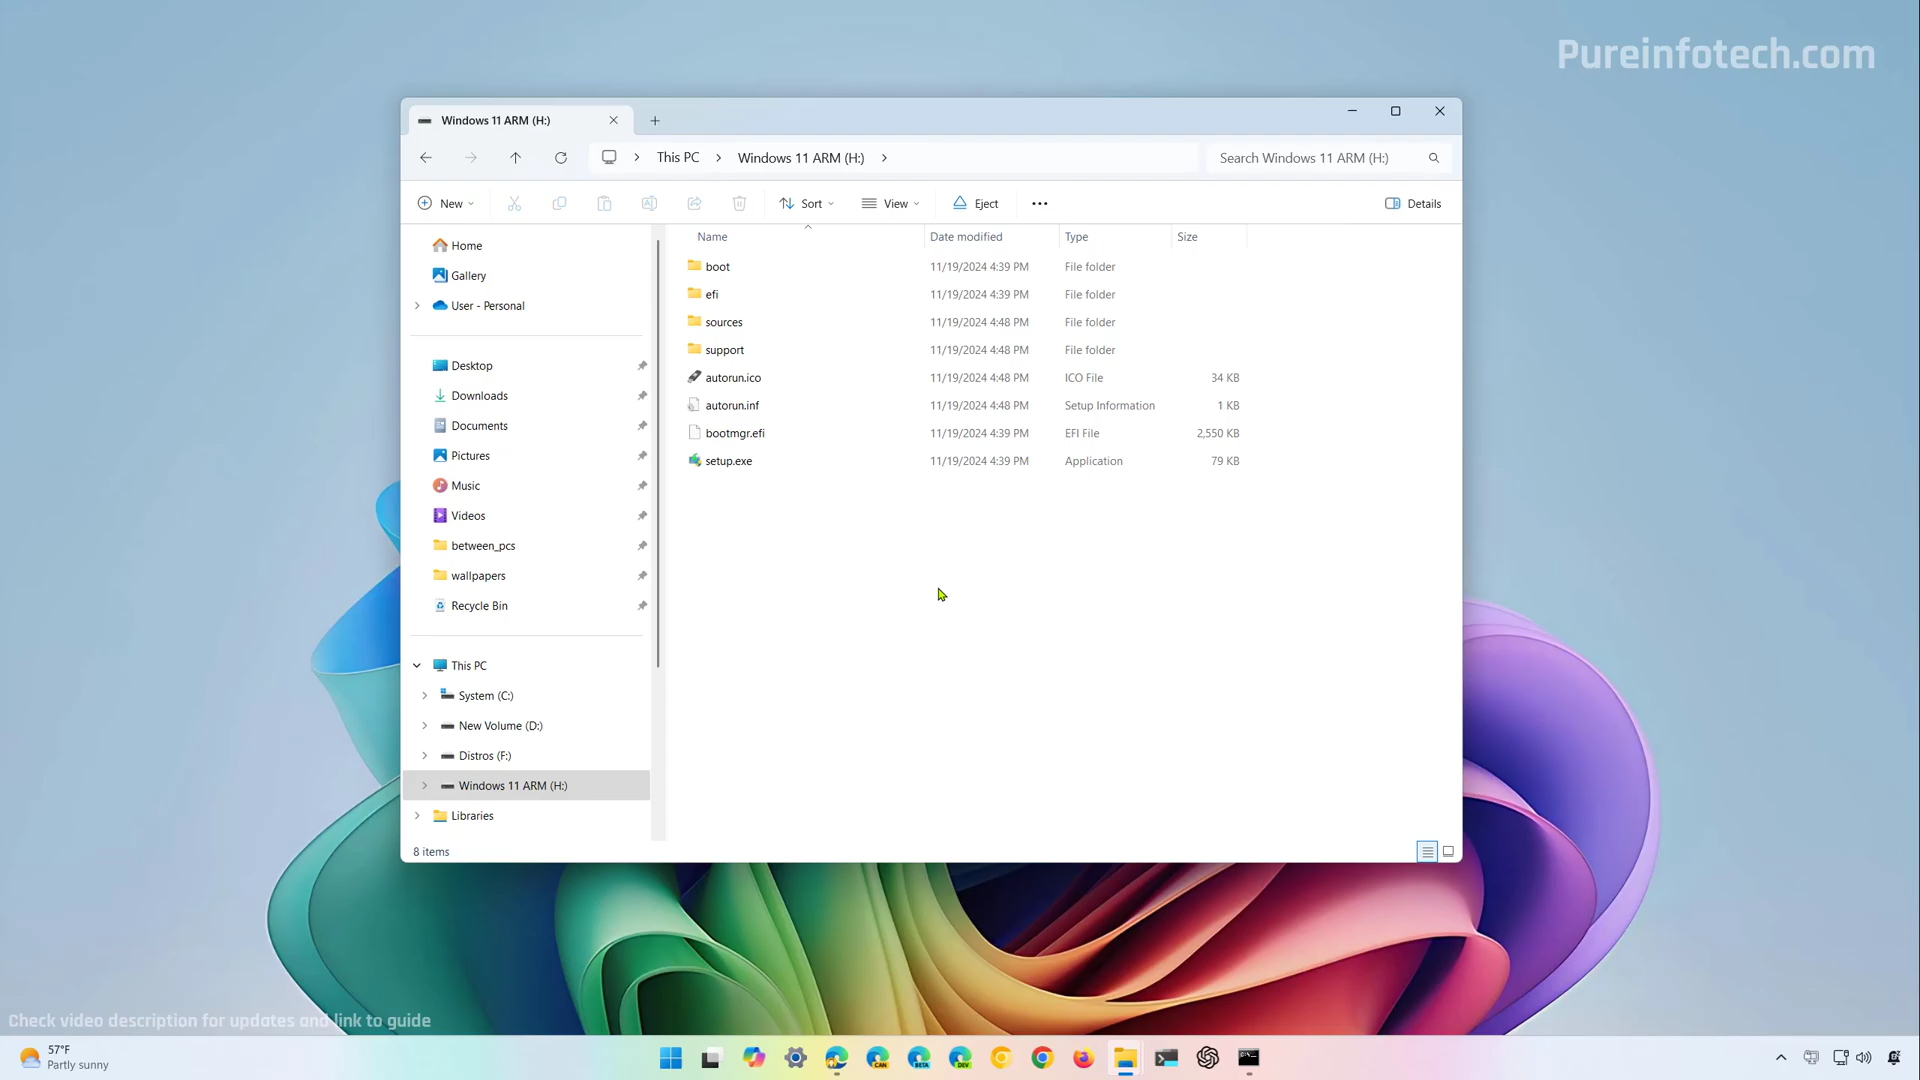 Pureinfotech.com
Windows 11 ARM (H:)
This PC
Windows 11 ARM (H:)
Search Windows 11 ARM (H:)
New
Sort
View
Eject
Details
Home
Gallery
User - Personal
Desktop
Downloads
Documents
Pictures
Music
Videos
between_pcs
wallpapers
Recycle Bin
This PC
System (C:)
New Volume (D:)
Distros (F:)
Windows 11 ARM (H:)
Libraries
Name Date modified Type Size
boot 11/19/2024 4:39 PM File folder
efi 11/19/2024 4:39 PM File folder
sources 11/19/2024 4:48 PM File folder
support 11/19/2024 4:48 PM File folder
autorun.ico 11/19/2024 4:48 PM ICO File 34 KB
autorun.inf 11/19/2024 4:48 PM Setup Information 1 KB
bootmgr.efi 11/19/2024 4:39 PM EFI File 2,550 KB
setup.exe 11/19/2024 4:39 PM Application 79 KB
8 items
Check video description for updates and link to guide
57°F
Partly sunny
CAN
BETA
DEV